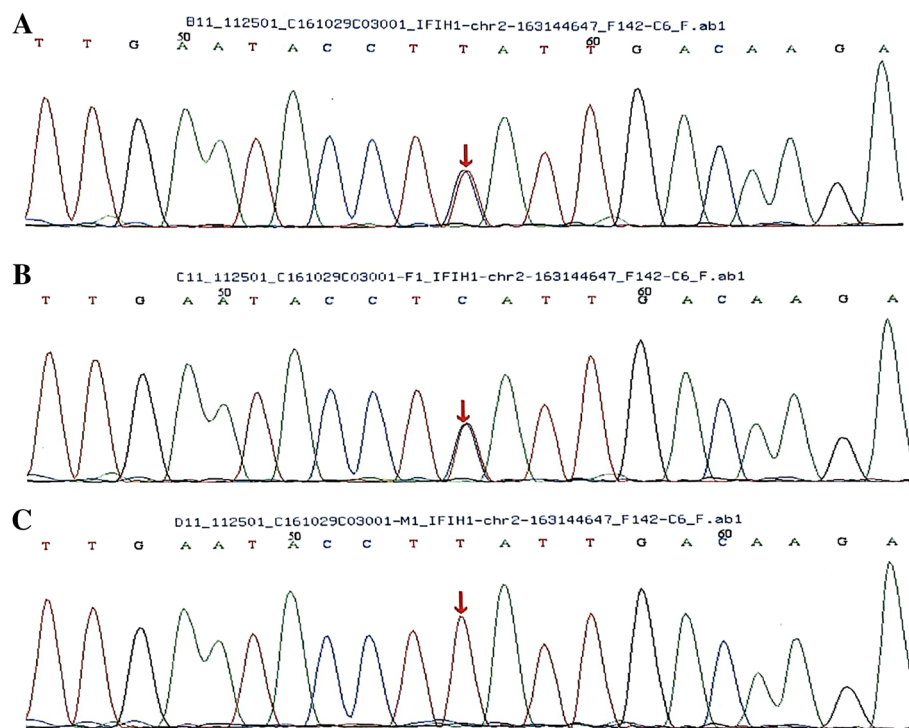 A
B11_112501_C161029C03001_IFIH1-chr2-163144647_F142-C6_F.ab1
50 60
T T G A A T A C C T T A T T G A C A A G A
B
C11_112501_C161029C03001-F1_IFIH1-chr2-163144647_F142-C6_F.ab1
50 60
T T G A A T A C C T C A T T G A C A A G A
C
D11_112501_C161029C03001-M1_IFIH1-chr2-163144647_F142-C6_F.ab1
50 60
T T G A A T A C C T T A T T G A C A A G A